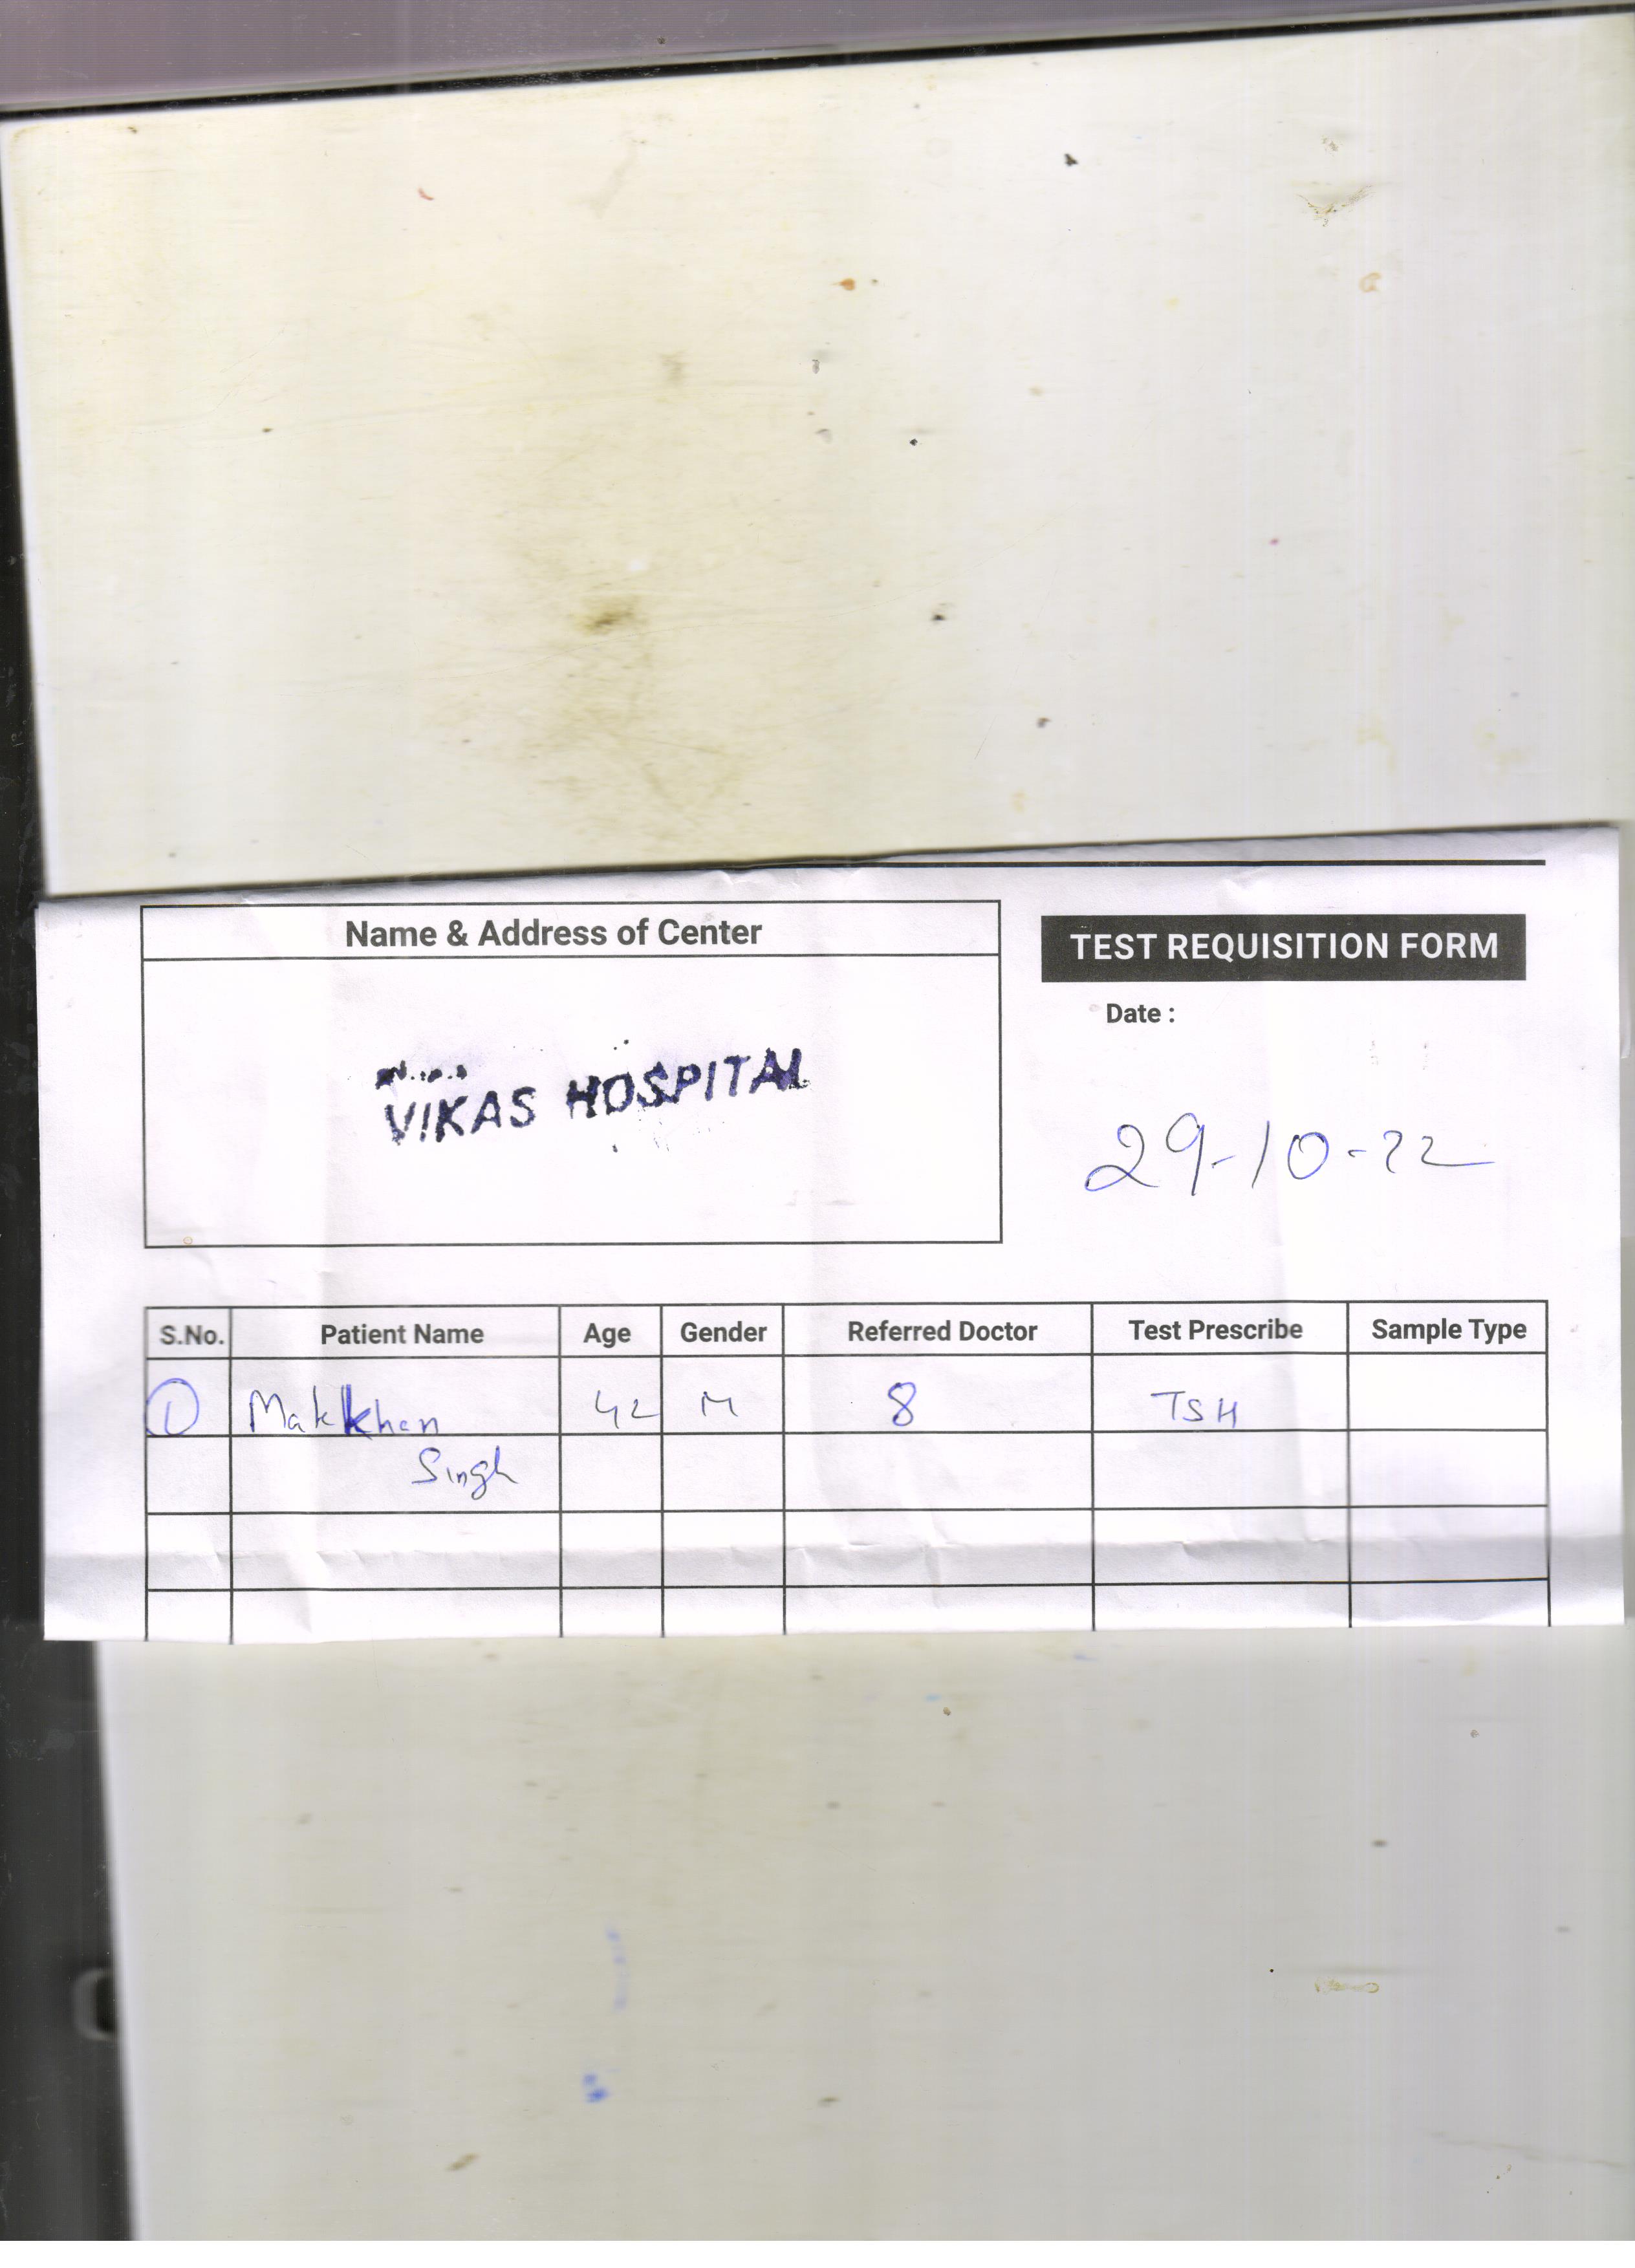 Name & Address of Center
TEST REQUISITION FORM
Date :
VIKAS HOSPITAL
29-10-22
S.No. Patient Name Age Gender Referred Doctor Test Prescribe Sample Type
1 Makkhan 42 M 8 TSH
Singh